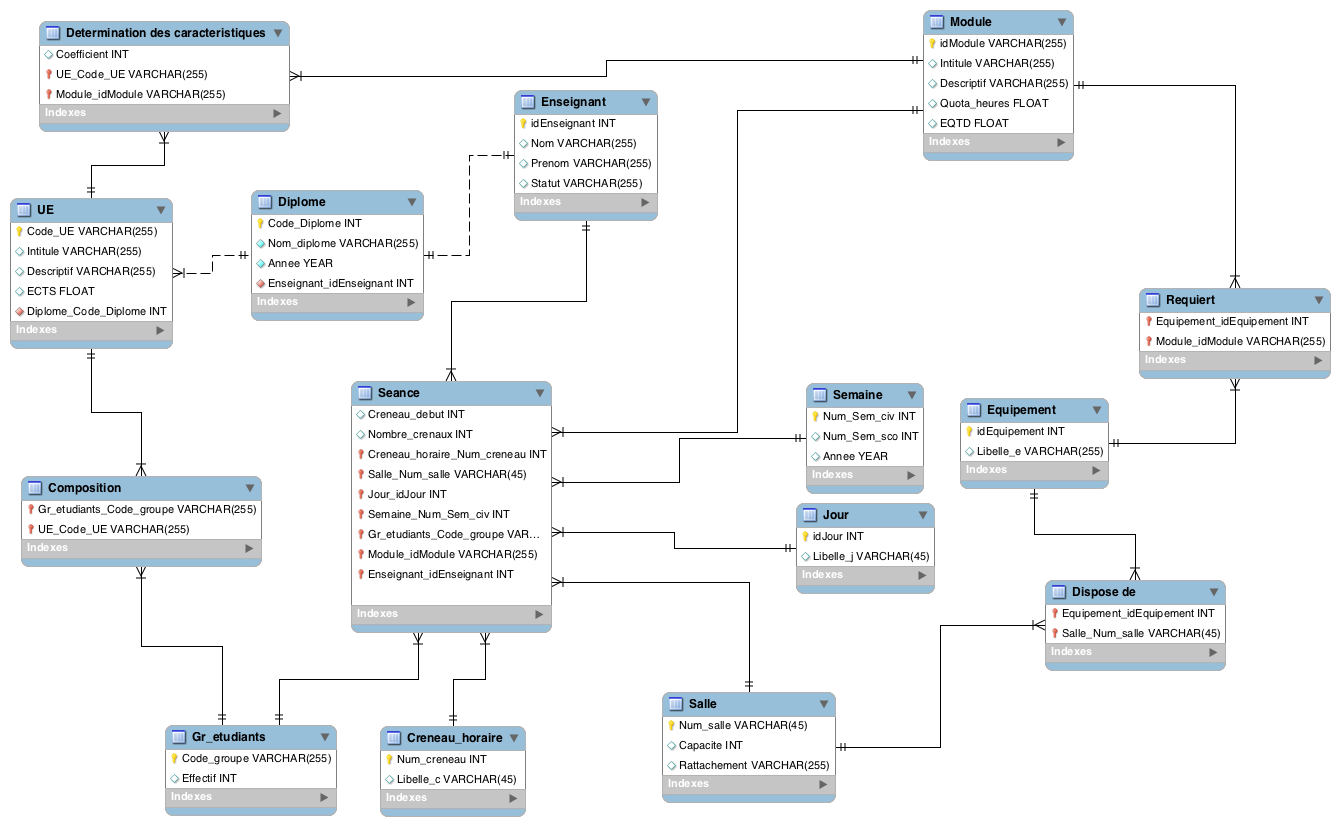 Determination des caracteristiques
Coefficient INT
UE_Code_UE VARCHAR(255)
Module_idModule VARCHAR(255)
Indexes
Module
idModule VARCHAR(255)
Intitule VARCHAR(255)
Descriptif VARCHAR(255)
Quota_heures FLOAT
EQTD FLOAT
Indexes
Enseignant
idEnseignant INT
Nom VARCHAR(255)
Prenom VARCHAR(255)
Statut VARCHAR(255)
Indexes
UE
Code_UE VARCHAR(255)
Intitule VARCHAR(255)
Descriptif VARCHAR(255)
ECTS FLOAT
Diplome_Code_Diplome INT
Indexes
Diplome
Code_Diplome INT
Nom_diplome VARCHAR(255)
Annee YEAR
Enseignant_idEnseignant INT
Indexes
Requiert
Equipement_idEquipement INT
Module_idModule VARCHAR(255)
Indexes
Seance
Creneau_debut INT
Nombre_crenaux INT
Creneau_horaire_Num_creneau INT
Salle_Num_salle VARCHAR(45)
Jour_idJour INT
Semaine_Num_Sem_civ INT
Gr_etudiants_Code_groupe VAR...
Module_idModule VARCHAR(255)
Enseignant_idEnseignant INT
Indexes
Semaine
Num_Sem_civ INT
Num_Sem_sco INT
Annee YEAR
Indexes
Equipement
idEquipement INT
Libelle_e VARCHAR(255)
Indexes
Composition
Gr_etudiants_Code_groupe VARCHAR(255)
UE_Code_UE VARCHAR(255)
Indexes
Jour
idJour INT
Libelle_j VARCHAR(45)
Indexes
Dispose de
Equipement_idEquipement INT
Salle_Num_salle VARCHAR(45)
Indexes
Gr_etudiants
Code_groupe VARCHAR(255)
Effectif INT
Indexes
Creneau_horaire
Num_creneau INT
Libelle_c VARCHAR(45)
Indexes
Salle
Num_salle VARCHAR(45)
Capacite INT
Rattachement VARCHAR(255)
Indexes